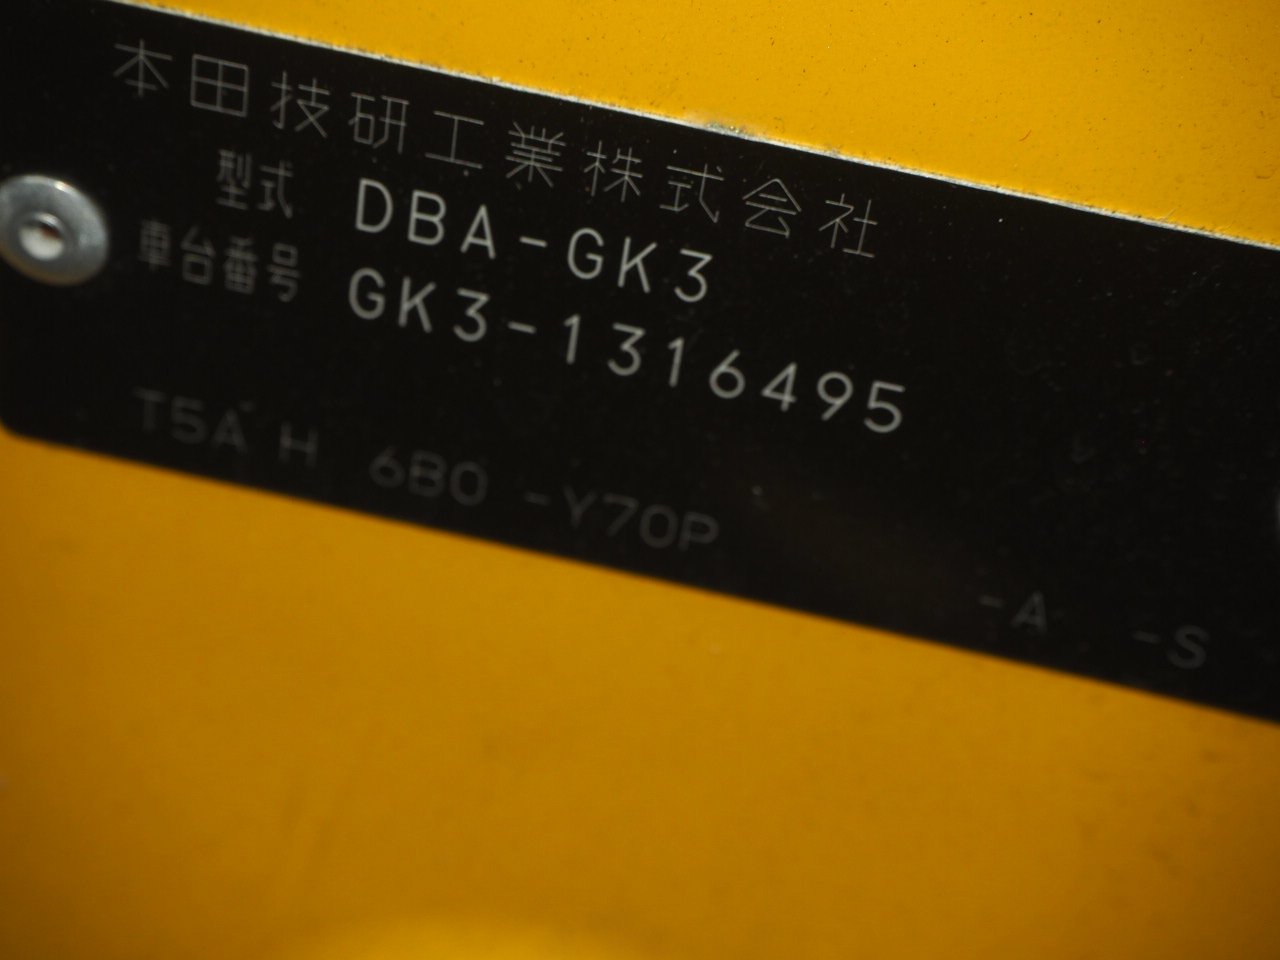 本田技研工業株式会社
型式 DBA-GK3
車台番号 GK3-1316495
T5A H 6B0 -Y70P -A -S